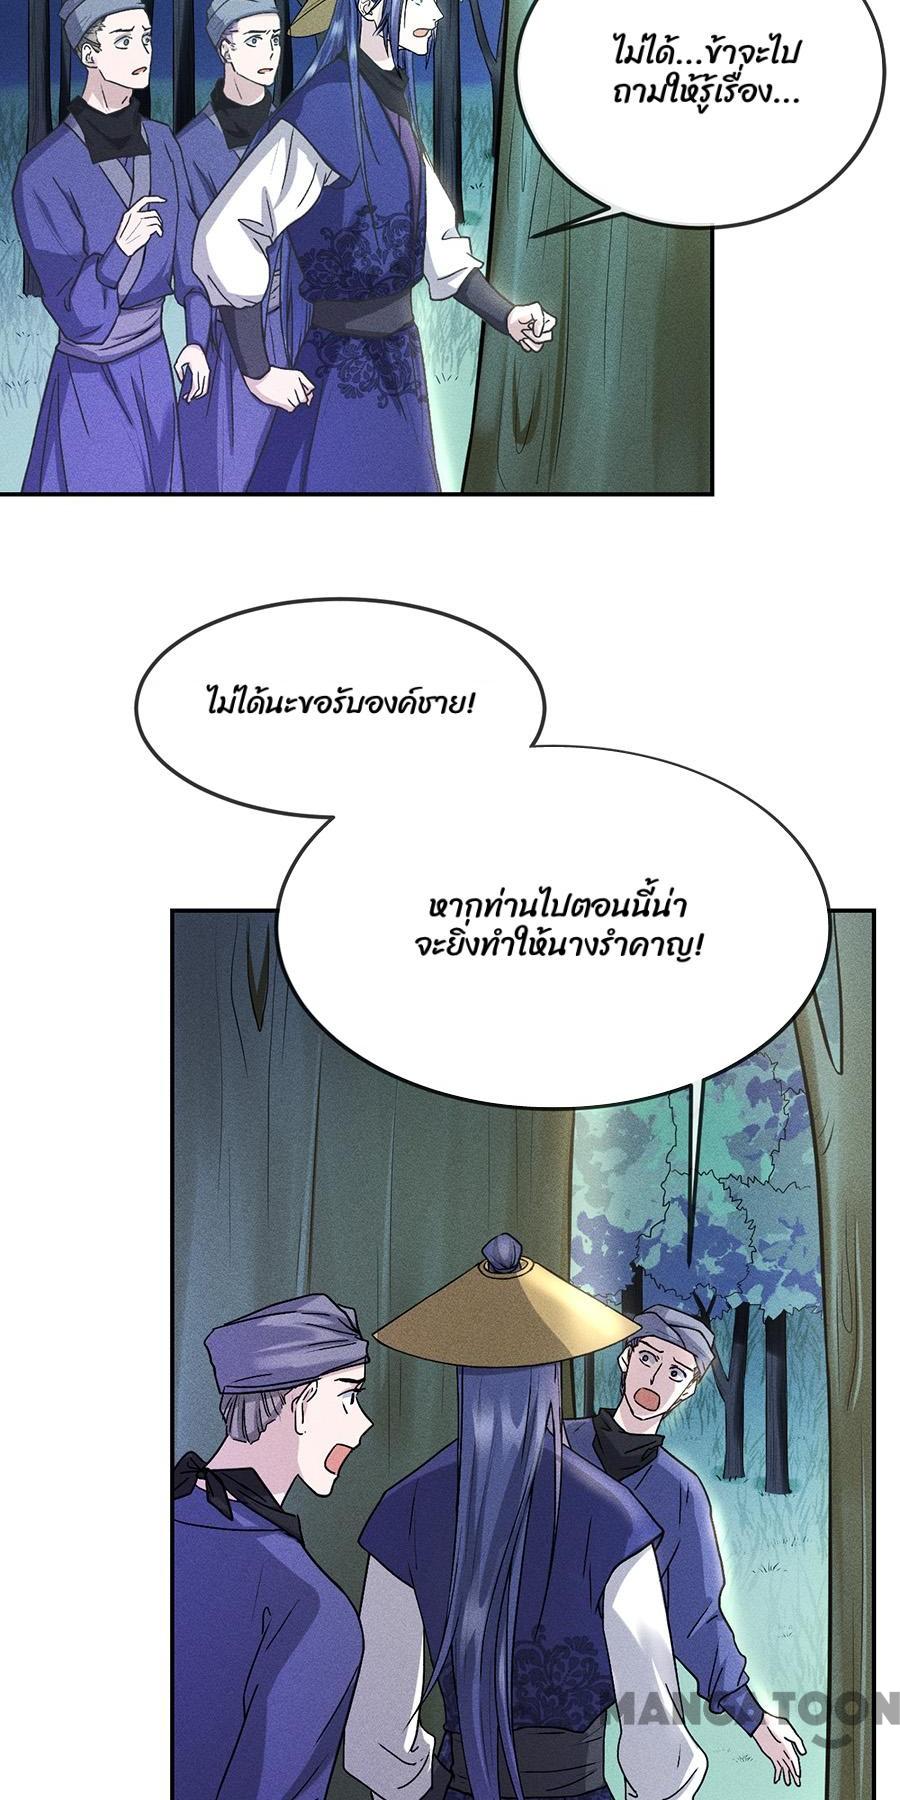 ไม่ได้...ข้าจะไป
ถามให้รู้เรื่อง...
ไม่ได้นะขอรับองค์ชาย!
หากท่านไปตอนนี้น่า
จะยิ่งทำให้นางรำคาญ!
MANGATOON